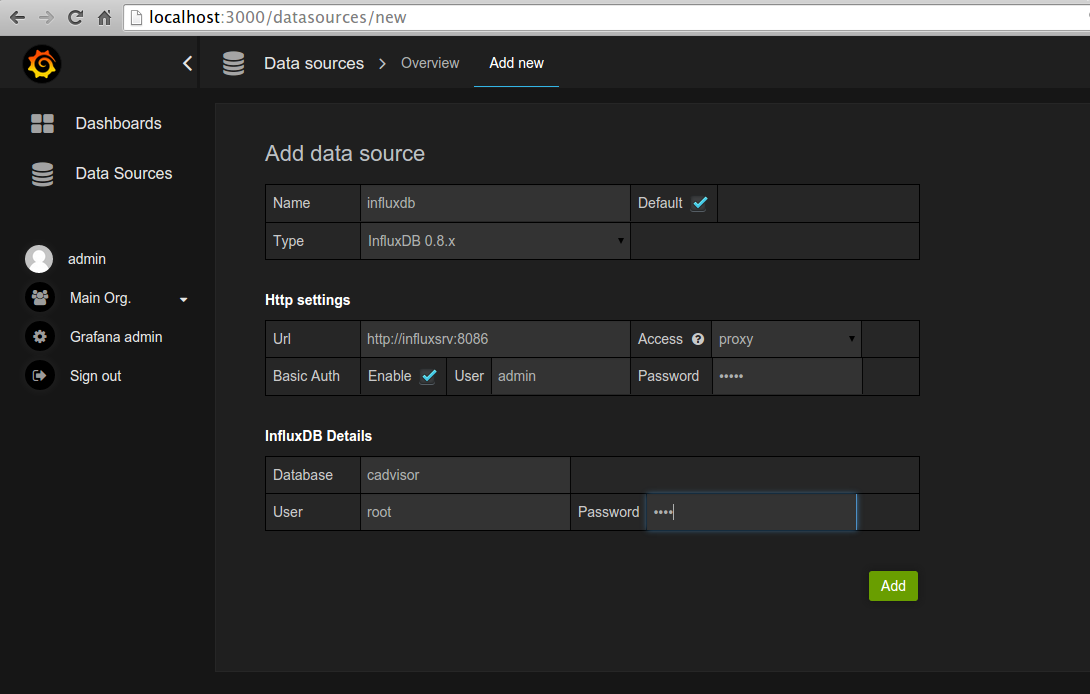 localhost:3000/datasources/new
Data sources > Overview Add new
Dashboards
Data Sources
admin
Main Org.
Grafana admin
Sign out
Add data source
Name influxdb Default
Type InfluxDB 0.8.x
Http settings
Url http://influxsrv:8086 Access ? proxy
Basic Auth Enable User admin Password •••••
InfluxDB Details
Database cadvisor
User root Password ••••
Add